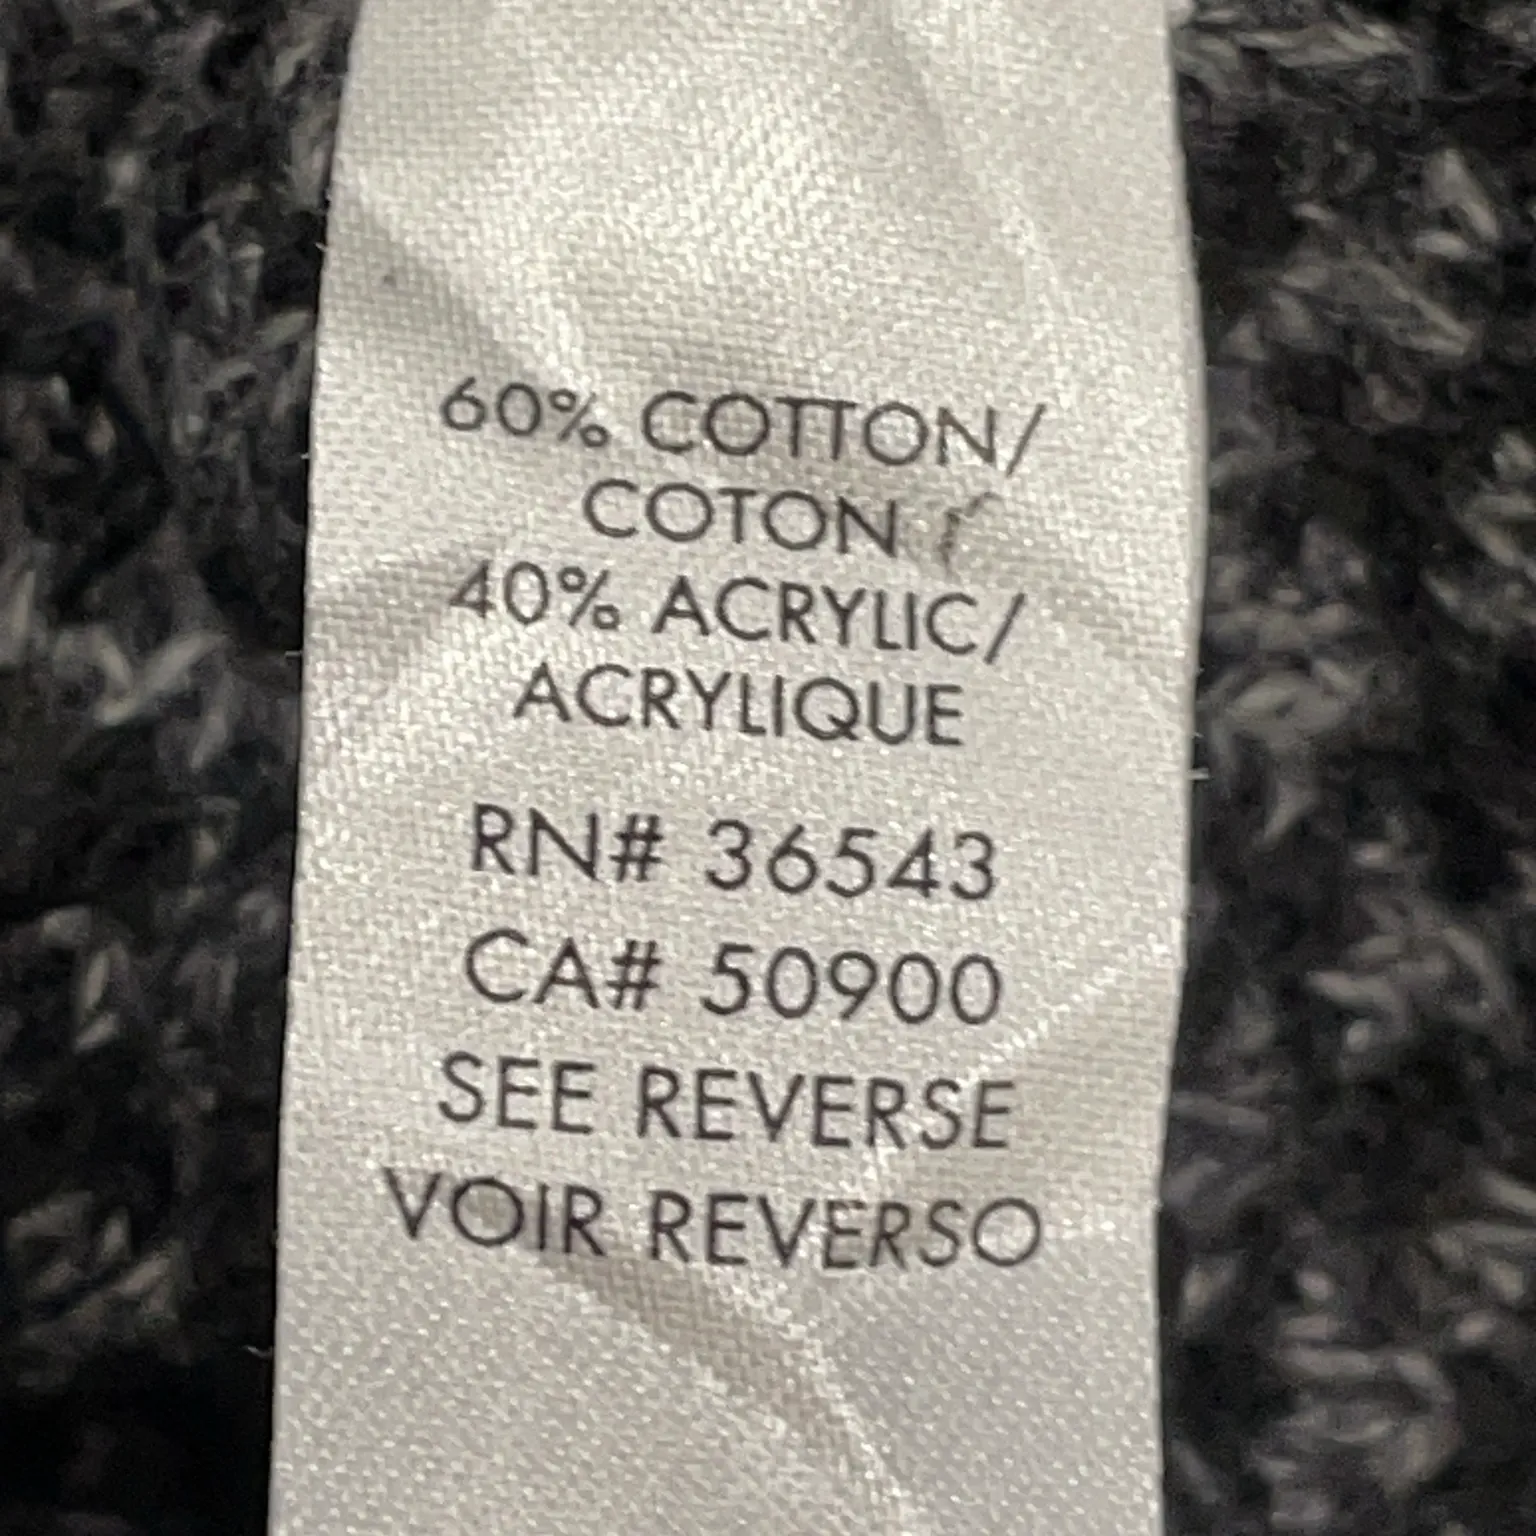 60% COTTON/
COTON
40% ACRYLIC/
ACRYLIQUE
RN# 36543
CA# 50900
SEE REVERSE
VOIR REVERSO